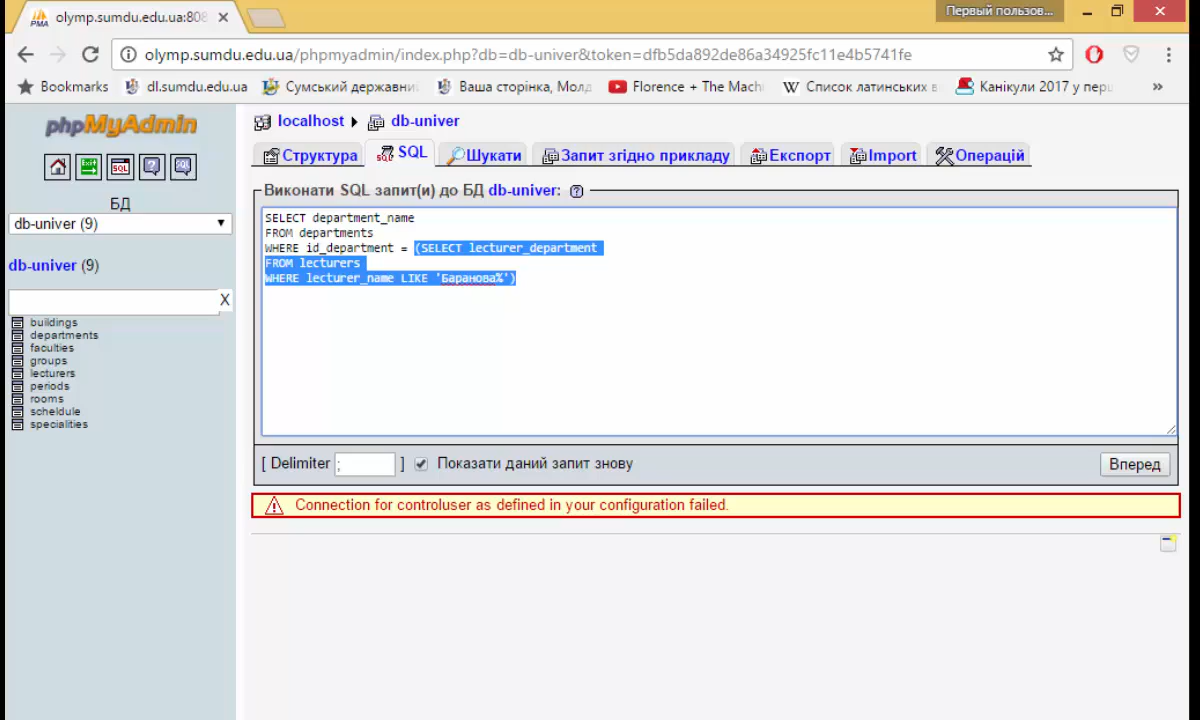 olymp.sumdu.edu.ua:808
Первый пользов...
olymp.sumdu.edu.ua/phpmyadmin/index.php?db=db-univer&token=dfb5da892de86a34925fc11e4b5741fe
Bookmarks dl.sumdu.edu.ua Сумський державни Ваша сторінка, Молд Florence + The Mach W Список латинських в Канікули 2017 у перш »
phpMyAdmin
localhost db-univer
Структура SQL Шукати Запит згідно прикладу Експорт Import Операцій
БД
db-univer (9)
db-univer (9)
X
buildings
departments
faculties
groups
lecturers
periods
rooms
scheldule
specialities
Виконати SQL запит(и) до БД db-univer:
SELECT department_name
FROM departments
WHERE id_department = (SELECT lecturer_department
FROM lecturers
WHERE lecturer_name LIKE 'Баранова%')
[ Delimiter ; ] Показати даний запит знову Вперед
Connection for controluser as defined in your configuration failed.